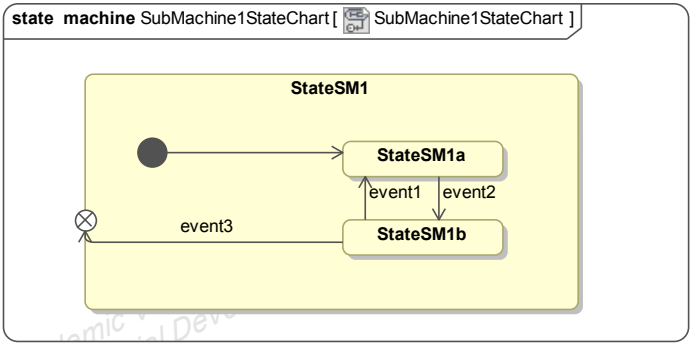 state machine SubMachine1StateChart [ SubMachine1StateChart ]
StateSM1
StateSM1a
event1
event2
event3
StateSM1b